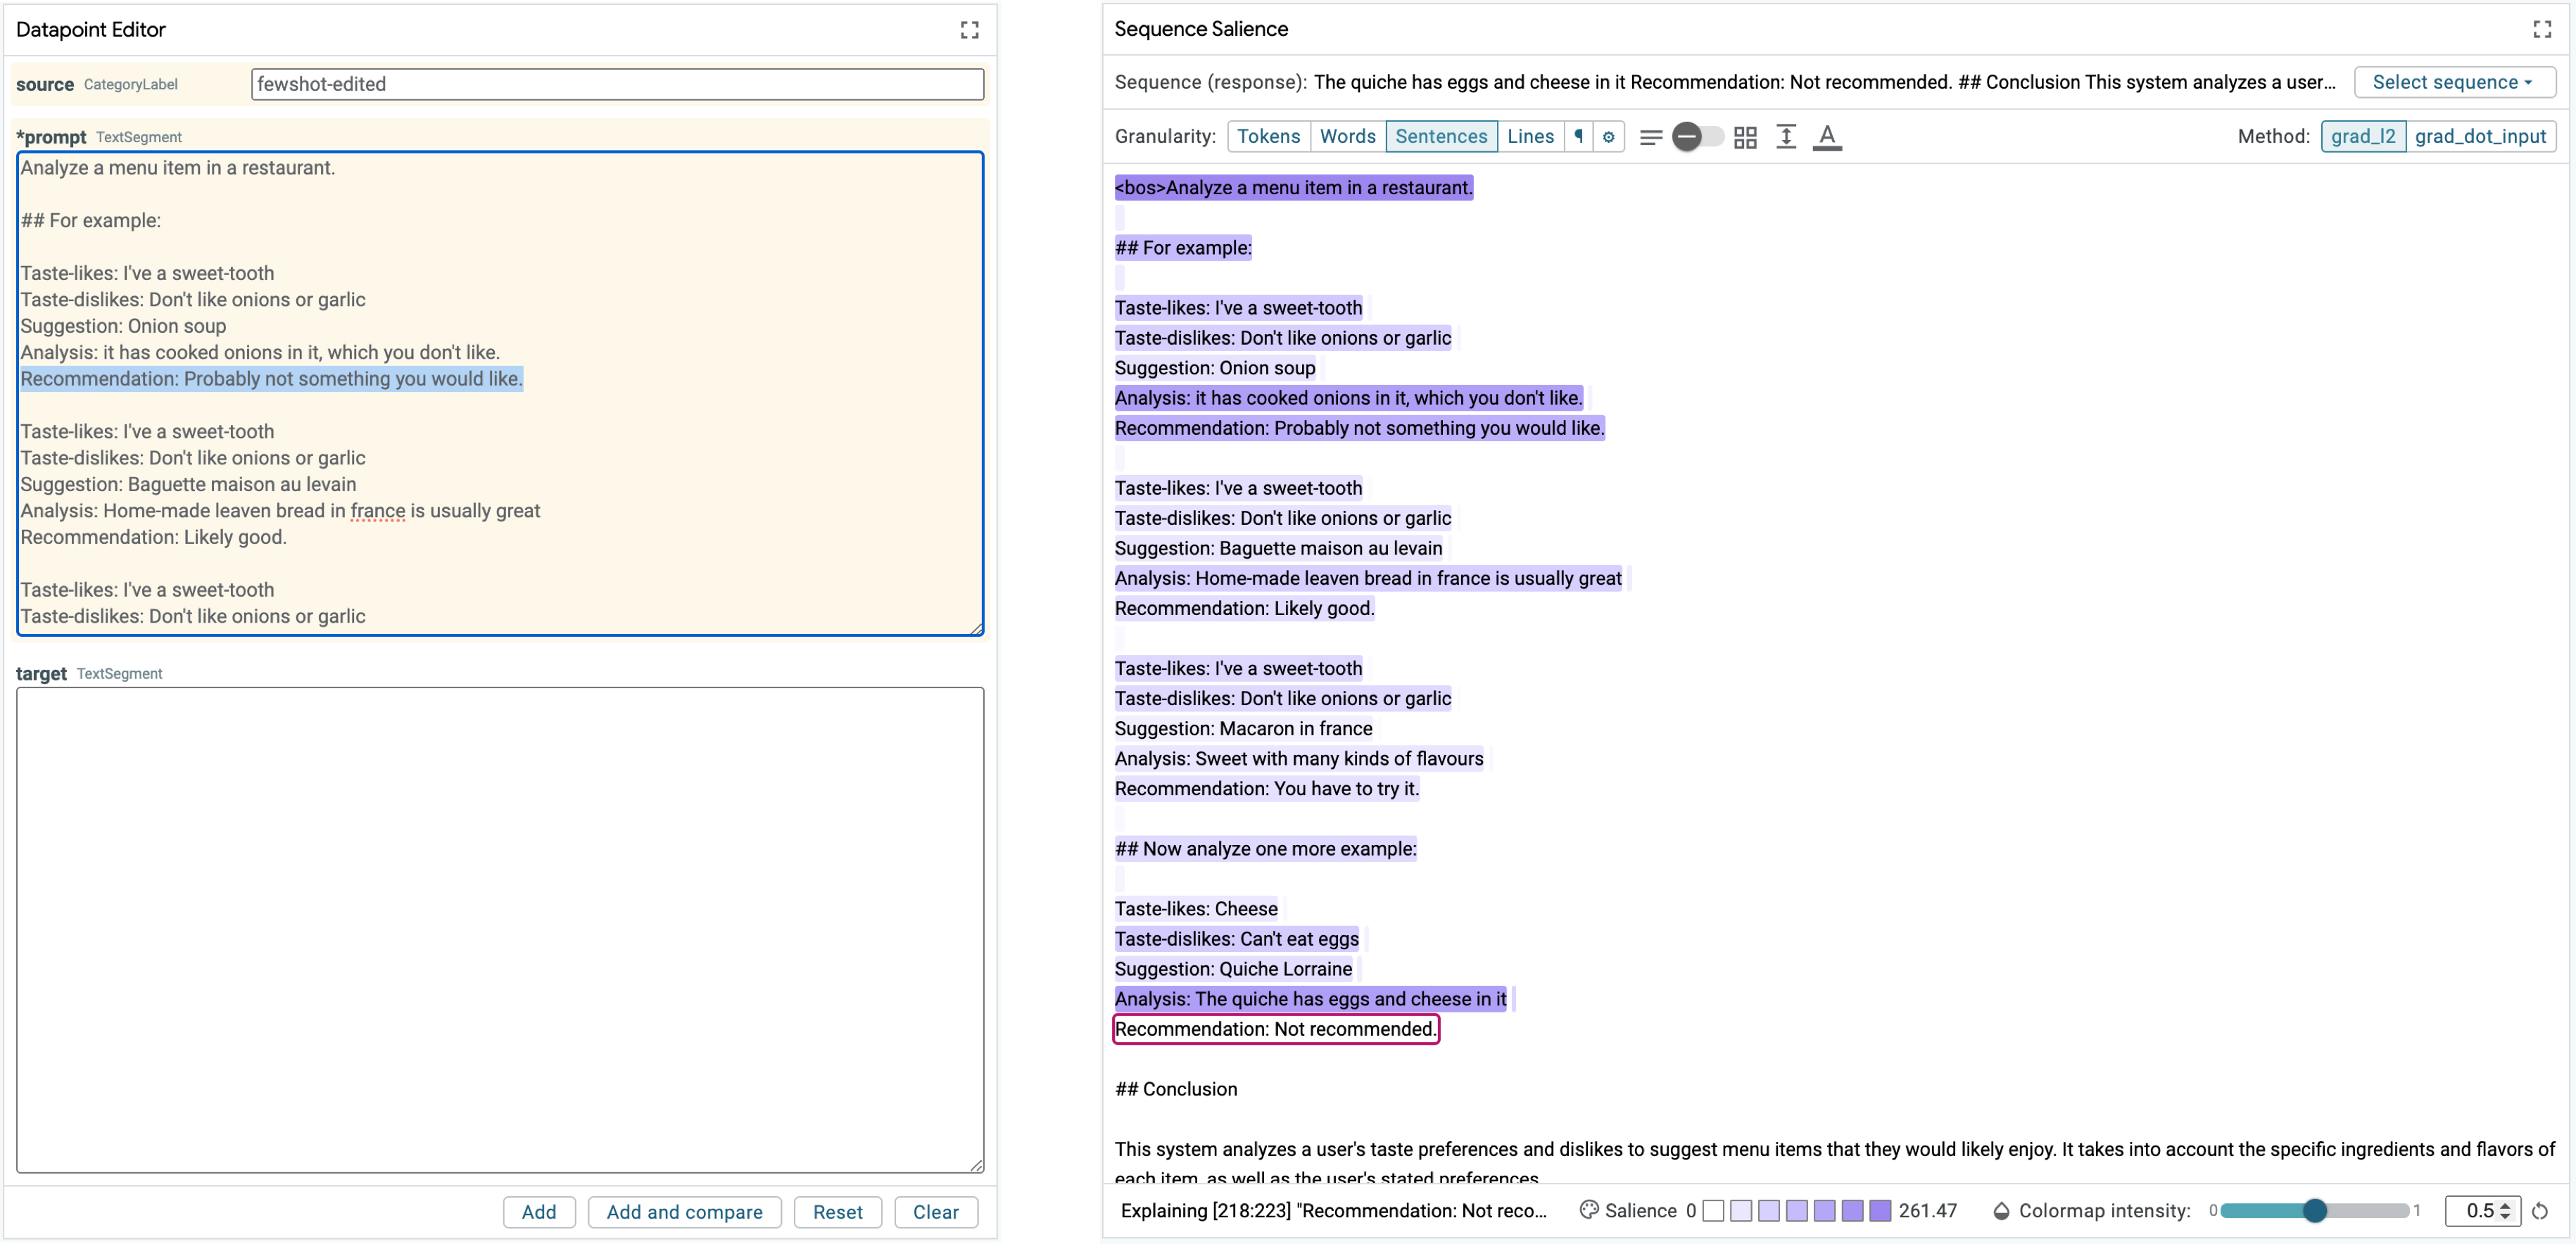 Datapoint Editor
source CategoryLabel fewshot-edited
*prompt TextSegment
Analyze a menu item in a restaurant.
## For example:
Taste-likes: I've a sweet-tooth
Taste-dislikes: Don't like onions or garlic
Suggestion: Onion soup
Analysis: it has cooked onions in it, which you don't like.
Recommendation: Probably not something you would like.
Taste-likes: I've a sweet-tooth
Taste-dislikes: Don't like onions or garlic
Suggestion: Baguette maison au levain
Analysis: Home-made leaven bread in france is usually great
Recommendation: Likely good.
Taste-likes: I've a sweet-tooth
Taste-dislikes: Don't like onions or garlic
target TextSegment
Add Add and compare Reset Clear
Sequence Salience
Sequence (response): The quiche has eggs and cheese in it Recommendation: Not recommended. ## Conclusion This system analyzes a user... Select sequence
Granularity: Tokens Words Sentences Lines ¶ Method: grad_l2 grad_dot_input
<bos>Analyze a menu item in a restaurant.
## For example:
Taste-likes: I've a sweet-tooth
Taste-dislikes: Don't like onions or garlic
Suggestion: Onion soup
Analysis: it has cooked onions in it, which you don't like.
Recommendation: Probably not something you would like.
Taste-likes: I've a sweet-tooth
Taste-dislikes: Don't like onions or garlic
Suggestion: Baguette maison au levain
Analysis: Home-made leaven bread in france is usually great
Recommendation: Likely good.
Taste-likes: I've a sweet-tooth
Taste-dislikes: Don't like onions or garlic
Suggestion: Macaron in france
Analysis: Sweet with many kinds of flavours
Recommendation: You have to try it.
## Now analyze one more example:
Taste-likes: Cheese
Taste-dislikes: Can't eat eggs
Suggestion: Quiche Lorraine
Analysis: The quiche has eggs and cheese in it
Recommendation: Not recommended.
## Conclusion
This system analyzes a user's taste preferences and dislikes to suggest menu items that they would likely enjoy. It takes into account the specific ingredients and flavors of
each item, as well as the user's stated preferences.
Explaining [218:223] "Recommendation: Not reco... Salience 0 261.47 Colormap intensity: 0 1 0.5